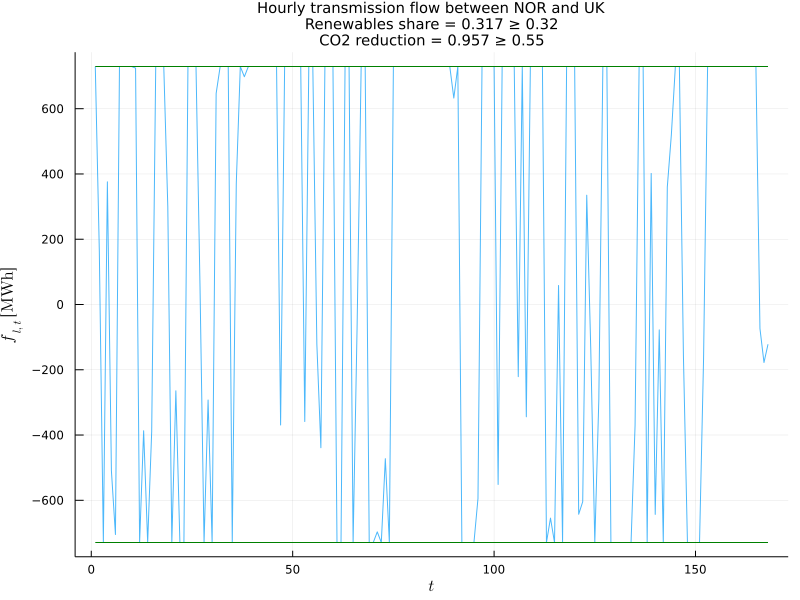 Hourly transmission flow between NOR and UK
Renewables share = 0.317 ≥ 0.32
CO2 reduction = 0.957 ≥ 0.55
600
400
200
0
−200
−400
−600
f_{l,t} [MWh]
0 50 100 150
t